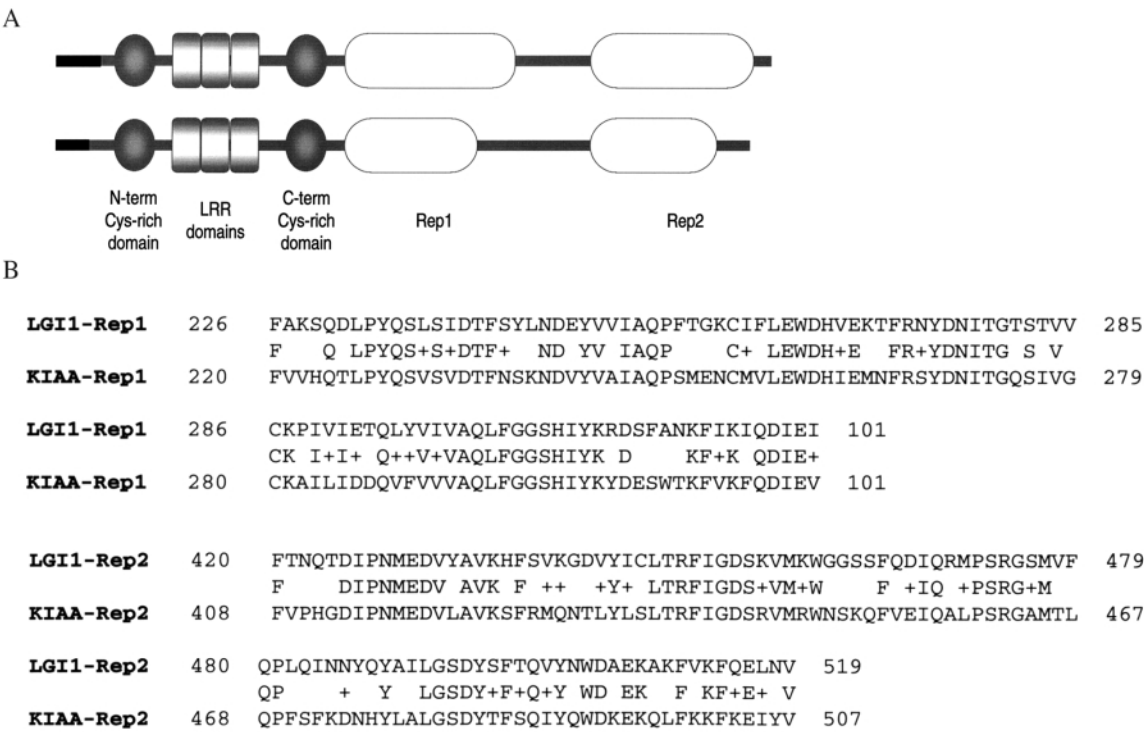 A
N-term
Cys-rich
domain
LRR
domains
C-term
Cys-rich
domain
Rep1
Rep2
B
LGI1-Rep1 226 FAKSQDLPYQSLSIDTFSYLNDEYVVIAQPFTGKCIFLEWDHVEKTFRNYDNITGTSTVV 285
F Q LPYQS+S+DTF+ ND YV IAQP C+ LEWDH+E FR+YDNITG S V
KIAA-Rep1 220 FVVHQTLPYQSVSVDTFNSKNDVYVAIAQPSMENCMVLEWDHIEMNFRSYDNITGQSIVG 279
LGI1-Rep1 286 CKPIVIETQLYVIVAQLFGGSHIYKRDSFANKFIKIQDIEI 101
CK I+I+ Q++V+VAQLFGGSHIYK D KF+K QDIE+
KIAA-Rep1 280 CKAILIDDQVFVVVAQLFGGSHIYKYDESWTKFVKFQDIEV 101
LGI1-Rep2 420 FTNQTDIPNMEDVYAVKHFSVKGDVYICLTRFIGDSKVMKWGGSSFQDIQRMPSRGSMVF 479
F DIPNMEDV AVK F ++ +Y+ LTRFIGDS+VM+W F +IQ +PSRG+M
KIAA-Rep2 408 FVPHGDIPNMEDVLAVKSFRMQNTLYLSLTRFIGDSRVMRWNSKQFVEIQALPSRGAMTL 467
LGI1-Rep2 480 QPLQINNYQYAILGSDYSFTQVYNWDAEKAKFVKFQELNV 519
QP + Y LGSDY+F+Q+Y WD EK F KF+E+ V
KIAA-Rep2 468 QPFSFKDNHYLALGSDYTFSQIYQWDKEKQLFKKFKEIYV 507